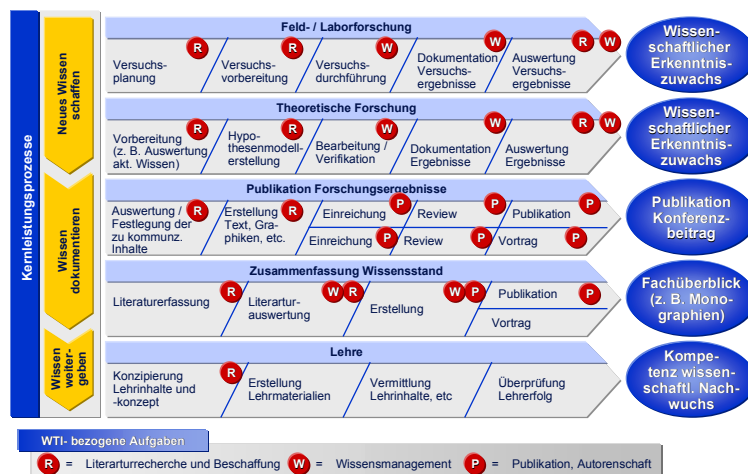 Kernleistungsprozesse
Neues Wissen
schaffen
Feld- / Laborforschung
R
R
W
W
R
W
Versuchs-
planung
Versuchs-
vorbereitung
Versuchs-
durchführung
Dokumentation
Versuchs-
ergebnisse
Auswertung
Versuchs-
ergebnisse
Wissen-
schaftlicher
Erkenntnis-
zuwachs
Theoretische Forschung
R
R
W
W
R
W
Vorbereitung
(z. B. Auswertung
akt. Wissen)
Hypo-
thesenmodell-
erstellung
Bearbeitung /
Verifikation
Dokumentation
Ergebnisse
Auswertung
Ergebnisse
Wissen-
schaftlicher
Erkenntnis-
zuwachs
Wissen
dokumentieren
Publikation Forschungsergebnisse
R
R
P
P
P
Auswertung /
Festlegung der
zu kommunz.
Inhalte
Erstellung
Text, Gra-
phiken, etc.
Einreichung
Review
Publikation
Einreichung
P
Review
P
Vortrag
P
Publikation
Konferenz-
beitrag
Zusammenfassung Wissensstand
R
W
R
W
P
P
Literaturerfassung
Literartur-
auswertung
Erstellung
Publikation
Vortrag
Fachüberblick
(z. B. Mono-
graphien)
Wissen
weiter-
geben
Lehre
R
Konzipierung
Lehrinhalte und
-konzept
Erstellung
Lehrmaterialien
Vermittlung
Lehrinhalte, etc
Überprüfung
Lehrerfolg
Kompe-
tenz wissen-
schaftl. Nach-
wuchs
WTI- bezogene Aufgaben
R = Literarturrecherche und Beschaffung W = Wissensmanagement P = Publikation, Autorenschaft